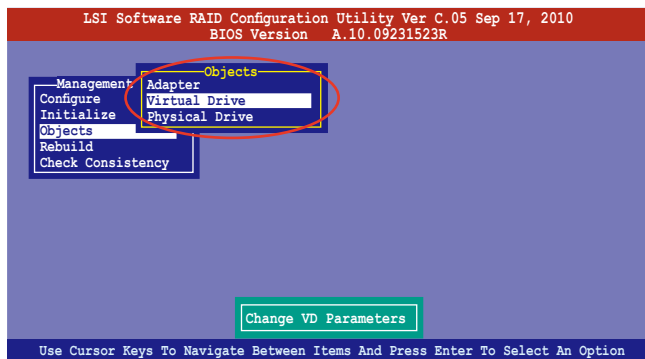 LSI Software RAID Configuration Utility Ver C.05 Sep 17, 2010
BIOS Version A.10.09231523R
Management
Configure
Initialize
Objects
Rebuild
Check Consistency
Objects
Adapter
Virtual Drive
Physical Drive
Change VD Parameters
Use Cursor Keys To Navigate Between Items And Press Enter To Select An Option